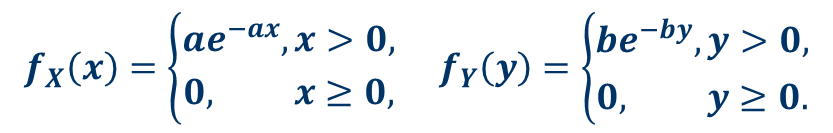 f_X(x) = { ae^{-ax}, x > 0,    f_Y(y) = { be^{-by}, y > 0,
0, x ≥ 0,    0, y ≥ 0.